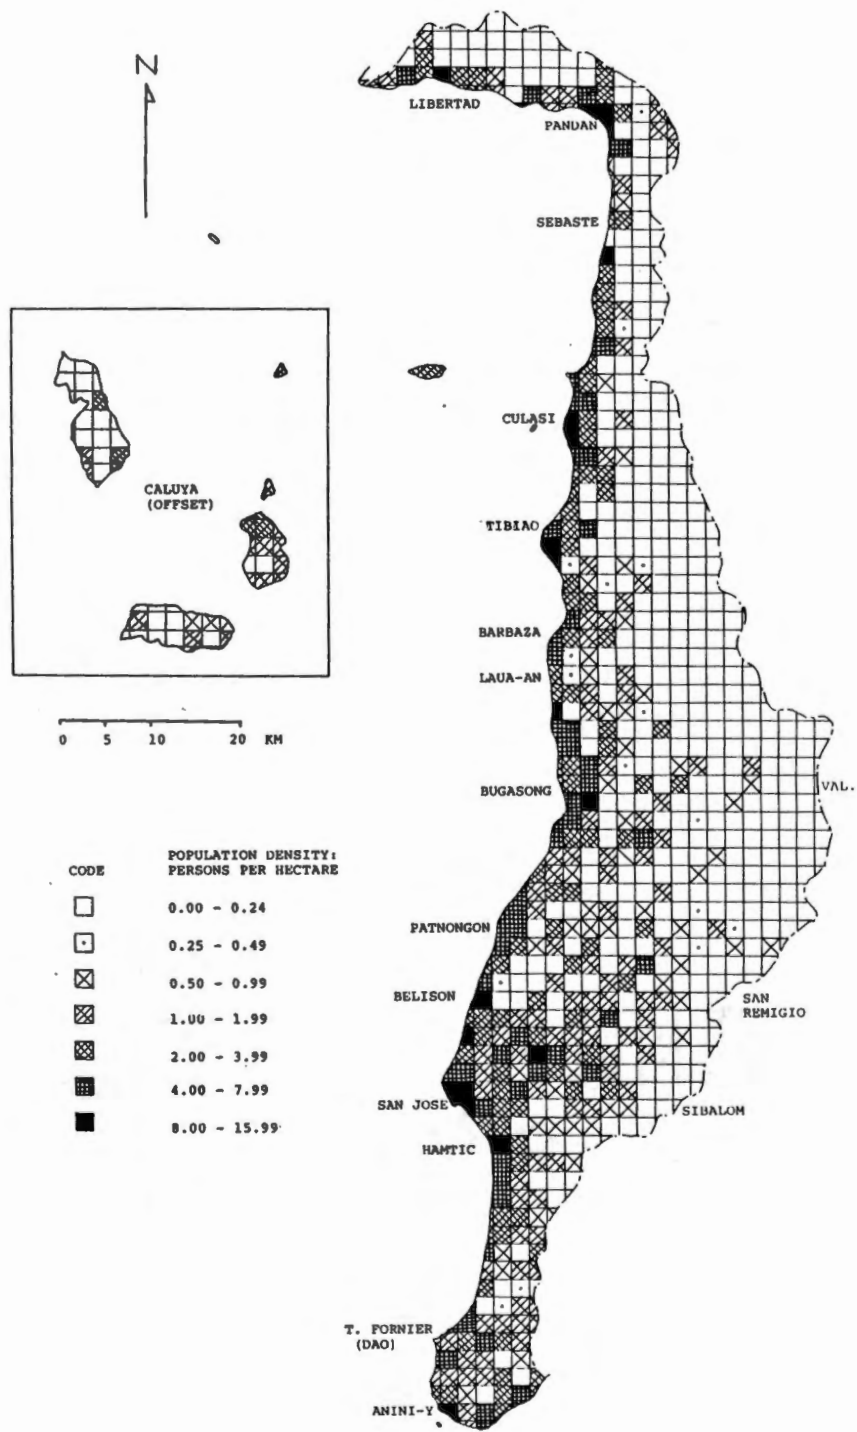 N
LIBERTAD
PANDAN
SEBASTE
CULASI
CALUYA
(OFFSET)
TIBIAO
BARBAZA
LAUA-AN
0 5 10 20 KM
BUGASONG
VAL.
CODE
POPULATION DENSITY:
PERSONS PER HECTARE
0.00 - 0.24
0.25 - 0.49
0.50 - 0.99
1.00 - 1.99
2.00 - 3.99
4.00 - 7.99
8.00 - 15.99
PATNONGON
BELISON
SAN
REMIGIO
SAN JOSE
SIBALOM
HAMTIC
T. FORNIER
(DAO)
ANINI-Y